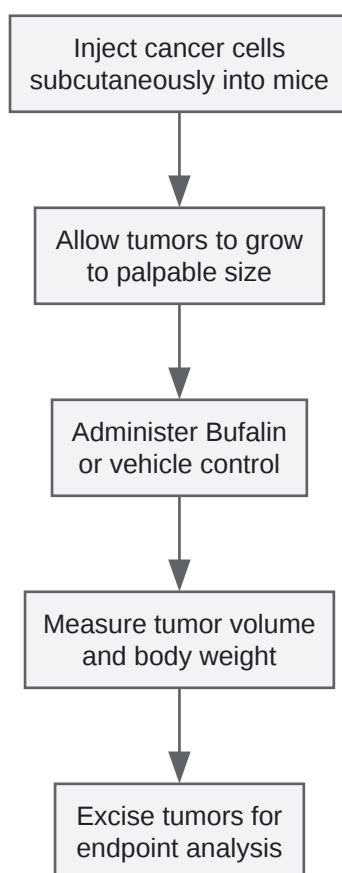 Inject cancer cells
subcutaneously into mice
Allow tumors to grow
to palpable size
Administer Bufalin
or vehicle control
Measure tumor volume
and body weight
Excise tumors for
endpoint analysis